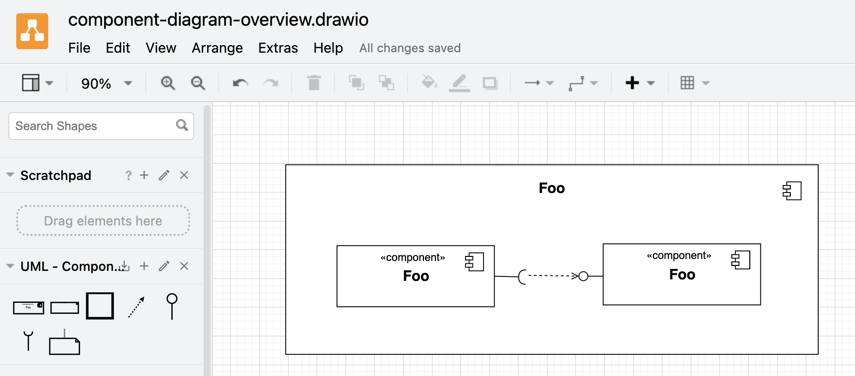 component-diagram-overview.drawio
File Edit View Arrange Extras Help All changes saved
90%
Search Shapes
Scratchpad ?
Drag elements here
UML - Compon...
Foo
«component»
Foo
«component»
Foo